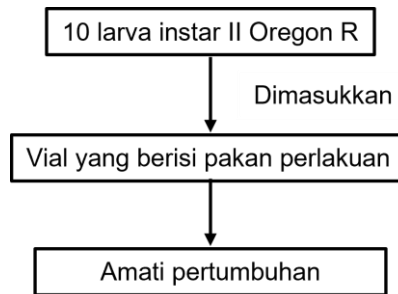 10 larva instar II Oregon R
Dimasukkan
Vial yang berisi pakan perlakuan
Amati pertumbuhan